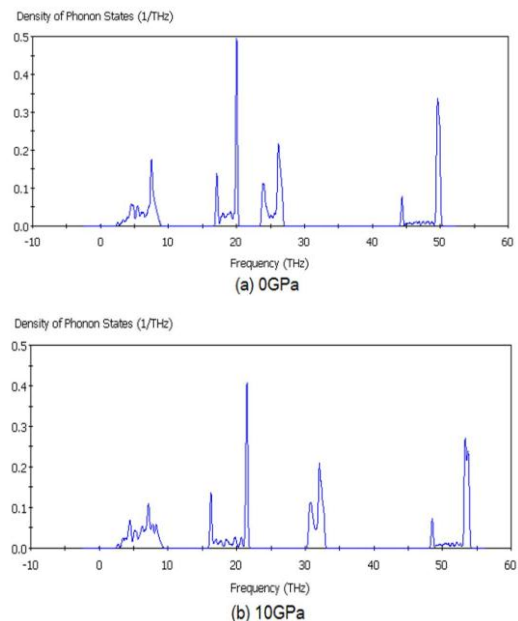 Density of Phonon States (1/THz)
0.5
0.4
0.3
0.2
0.1
0.0
-10 0 10 20 30 40 50 60
Frequency (THz)
(a) 0GPa
Density of Phonon States (1/THz)
0.5
0.4
0.3
0.2
0.1
0.0
-10 0 10 20 30 40 50 60
Frequency (THz)
(b) 10GPa